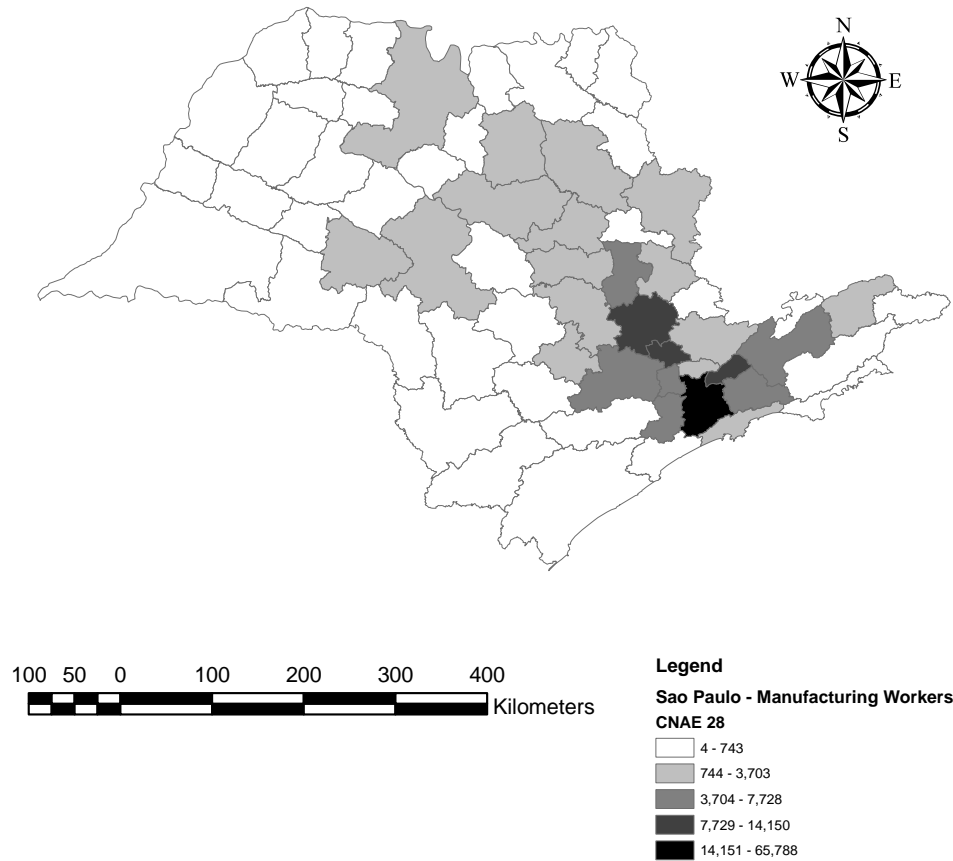 N
W E
S
100 50 0 100 200 300 400
Kilometers
Legend
Sao Paulo - Manufacturing Workers
CNAE 28
4 - 743
744 - 3,703
3,704 - 7,728
7,729 - 14,150
14,151 - 65,788